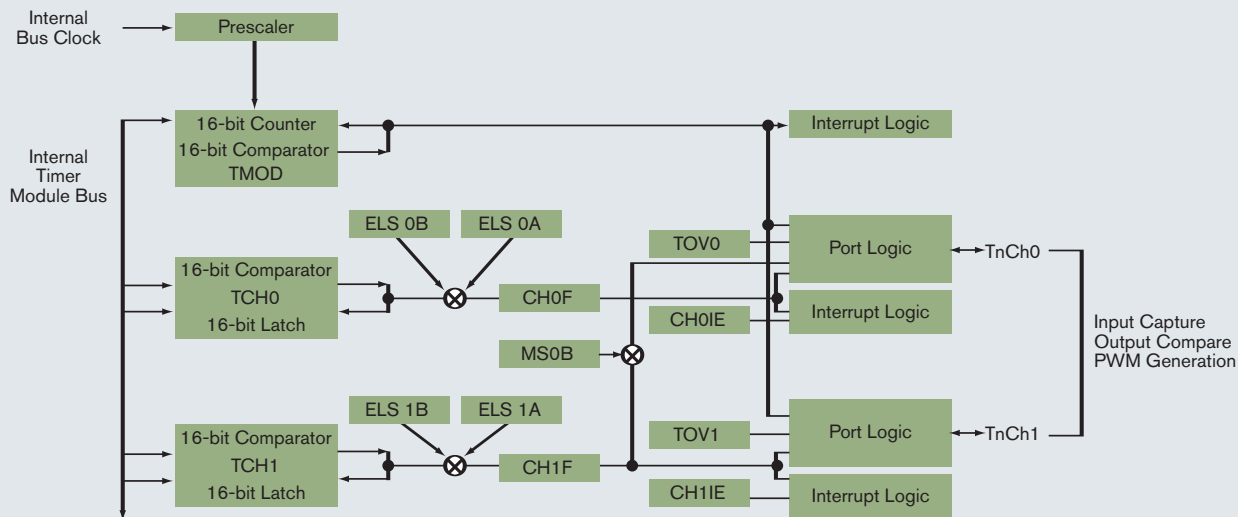 Internal
Bus Clock
Prescaler
16-bit Counter
16-bit Comparator
TMOD
Interrupt Logic
Internal
Timer
Module Bus
ELS 0B
ELS 0A
TOV0
Port Logic
TnCh0
16-bit Comparator
TCH0
16-bit Latch
CH0F
CH0IE
Interrupt Logic
Input Capture
Output Compare
PWM Generation
MS0B
ELS 1B
ELS 1A
TOV1
Port Logic
TnCh1
16-bit Comparator
TCH1
16-bit Latch
CH1F
CH1IE
Interrupt Logic